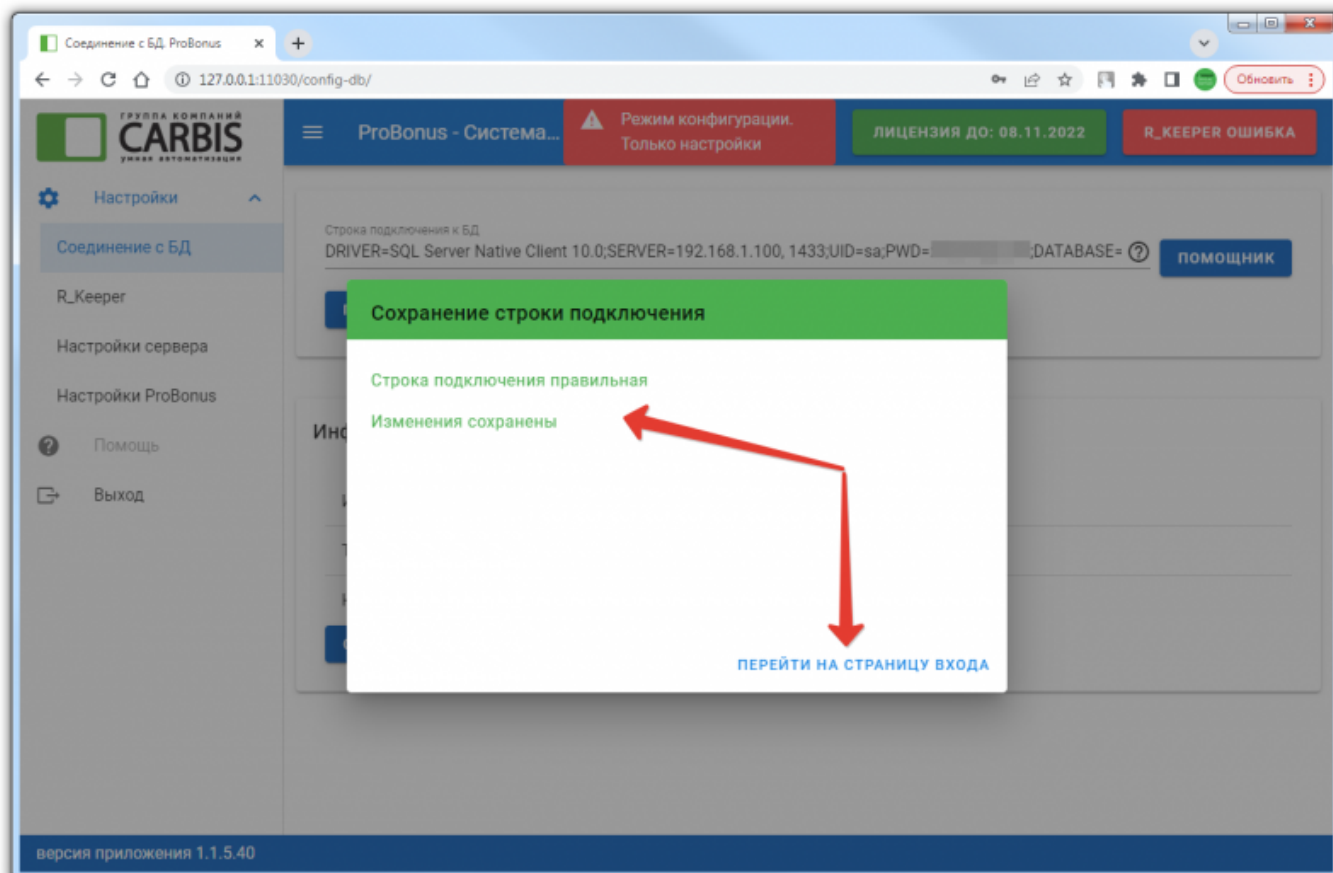 Соединение с БД. ProBonus
127.0.0.1:11030/config-db/
Обновить
ГРУППА КОМПАНИЙ
CARBIS
умная автоматизация
ProBonus - Система...
Режим конфигурации.
Только настройки
ЛИЦЕНЗИЯ ДО: 08.11.2022
R_KEEPER ОШИБКА
Настройки
Соединение с БД
R_Keeper
Настройки сервера
Настройки ProBonus
Помощь
Выход
Строка подключения к БД
DRIVER=SQL Server Native Client 10.0;SERVER=192.168.1.100, 1433;UID=sa;PWD= ;DATABASE=
ПОМОЩНИК
Сохранение строки подключения
Строка подключения правильная
Изменения сохранены
Инф
ПЕРЕЙТИ НА СТРАНИЦУ ВХОДА
версия приложения 1.1.5.40